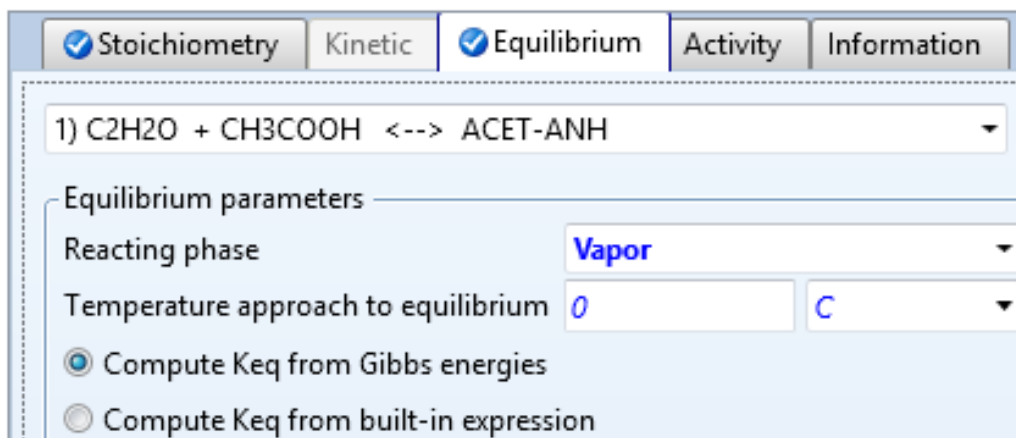 Stoichiometry Kinetic Equilibrium Activity Information
1) C2H2O + CH3COOH <--> ACET-ANH
Equilibrium parameters
Reacting phase Vapor
Temperature approach to equilibrium 0 C
Compute Keq from Gibbs energies
Compute Keq from built-in expression